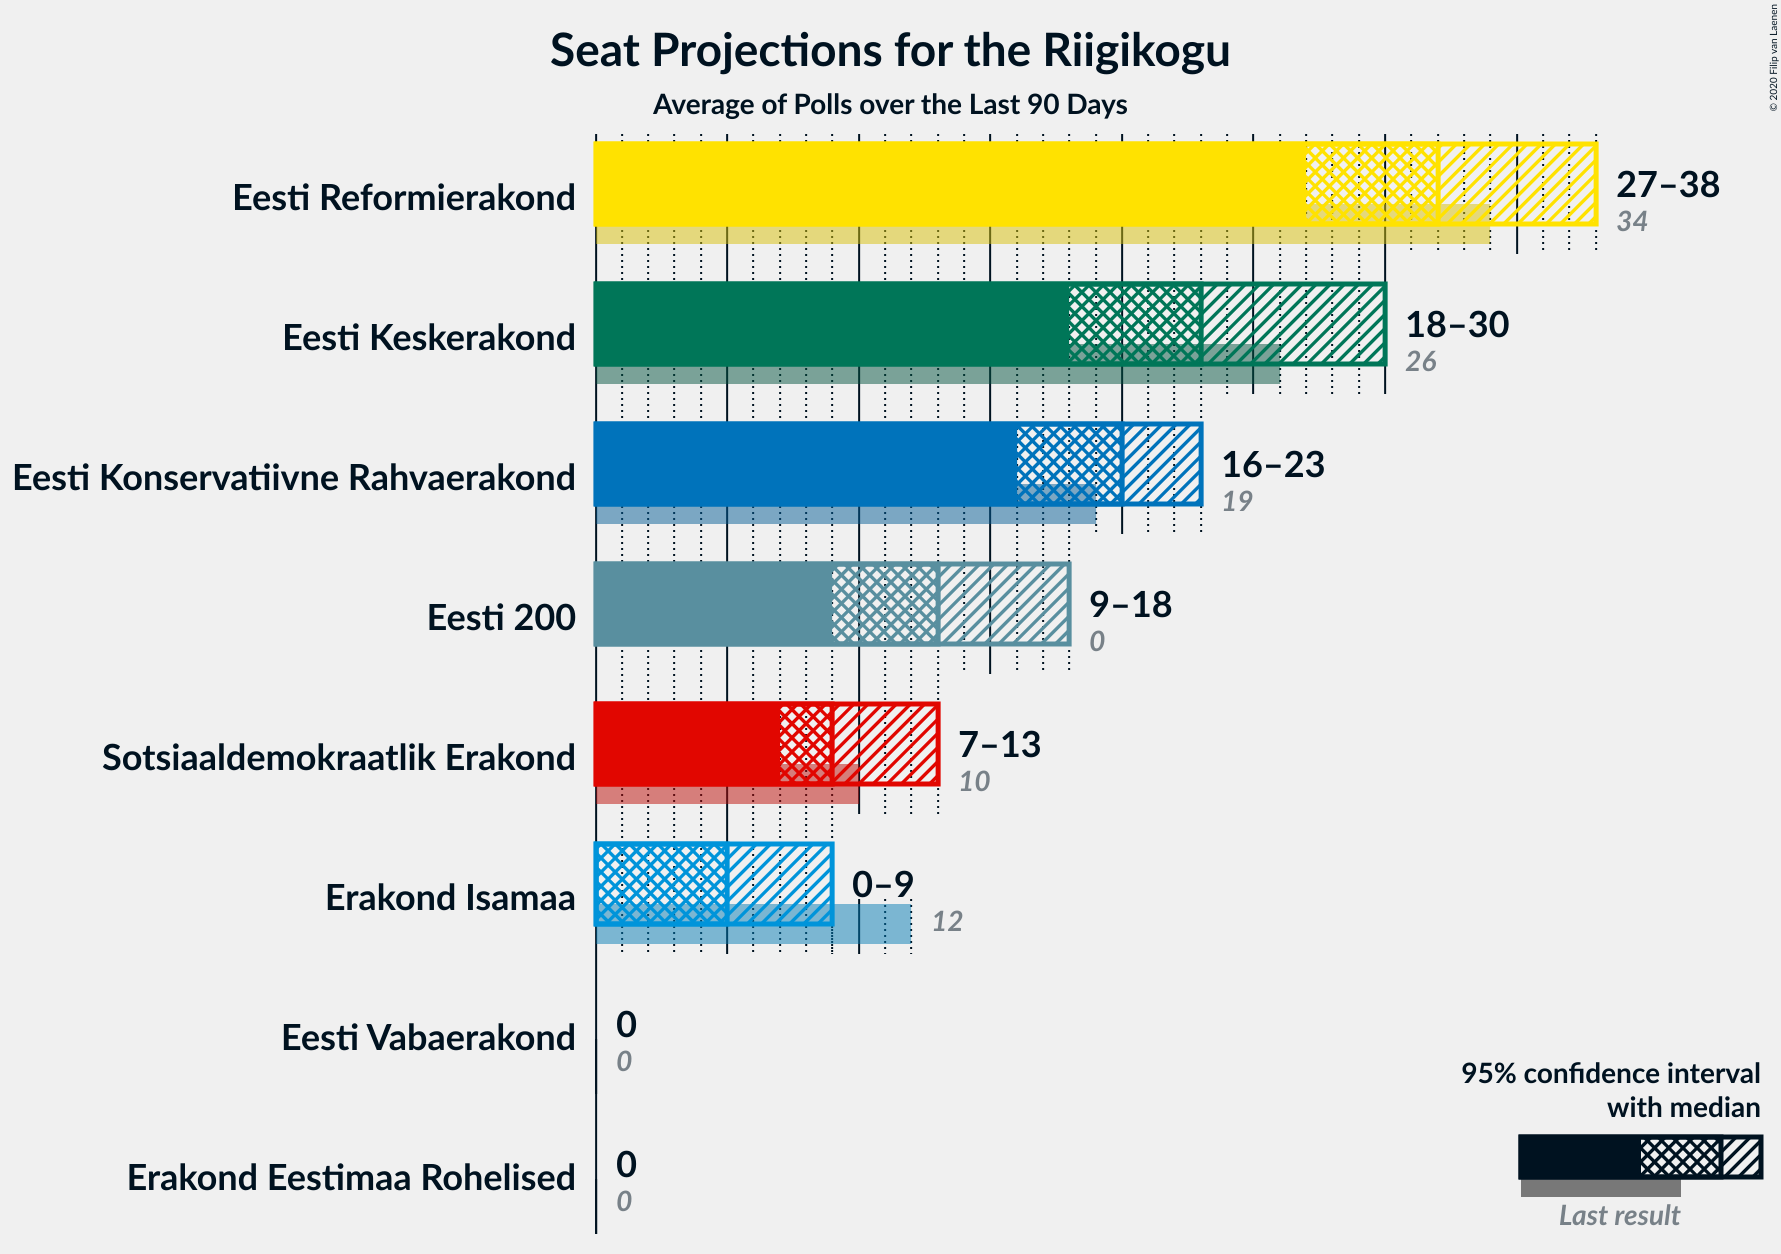 Seat Projections for the Riigikogu
Average of Polls over the Last 90 Days
© 2020 Filip van Laenen
Eesti Reformierakond
27–38
34
Eesti Keskerakond
18–30
26
Eesti Konservatiivne Rahvaerakond
16–23
19
Eesti 200
9–18
0
Sotsiaaldemokraatlik Erakond
7–13
10
Erakond Isamaa
0–9
12
Eesti Vabaerakond
0
0
Erakond Eestimaa Rohelised
0
0
95% confidence interval
with median
Last result